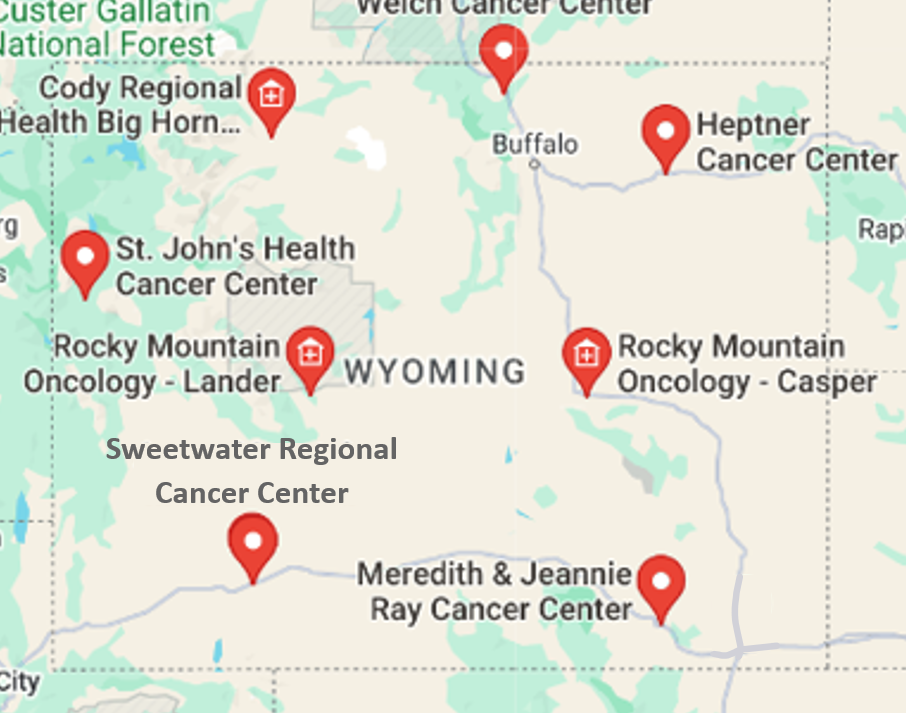 Custer Gallatin
National Forest
Welch Cancer Center
Cody Regional
Health Big Horn...
Buffalo
Heptner
Cancer Center
rg
s
Rapi
St. John's Health
Cancer Center
Rocky Mountain
Oncology - Lander
WYOMING
Rocky Mountain
Oncology - Casper
Sweetwater Regional
Cancer Center
Meredith & Jeannie
Ray Cancer Center
City